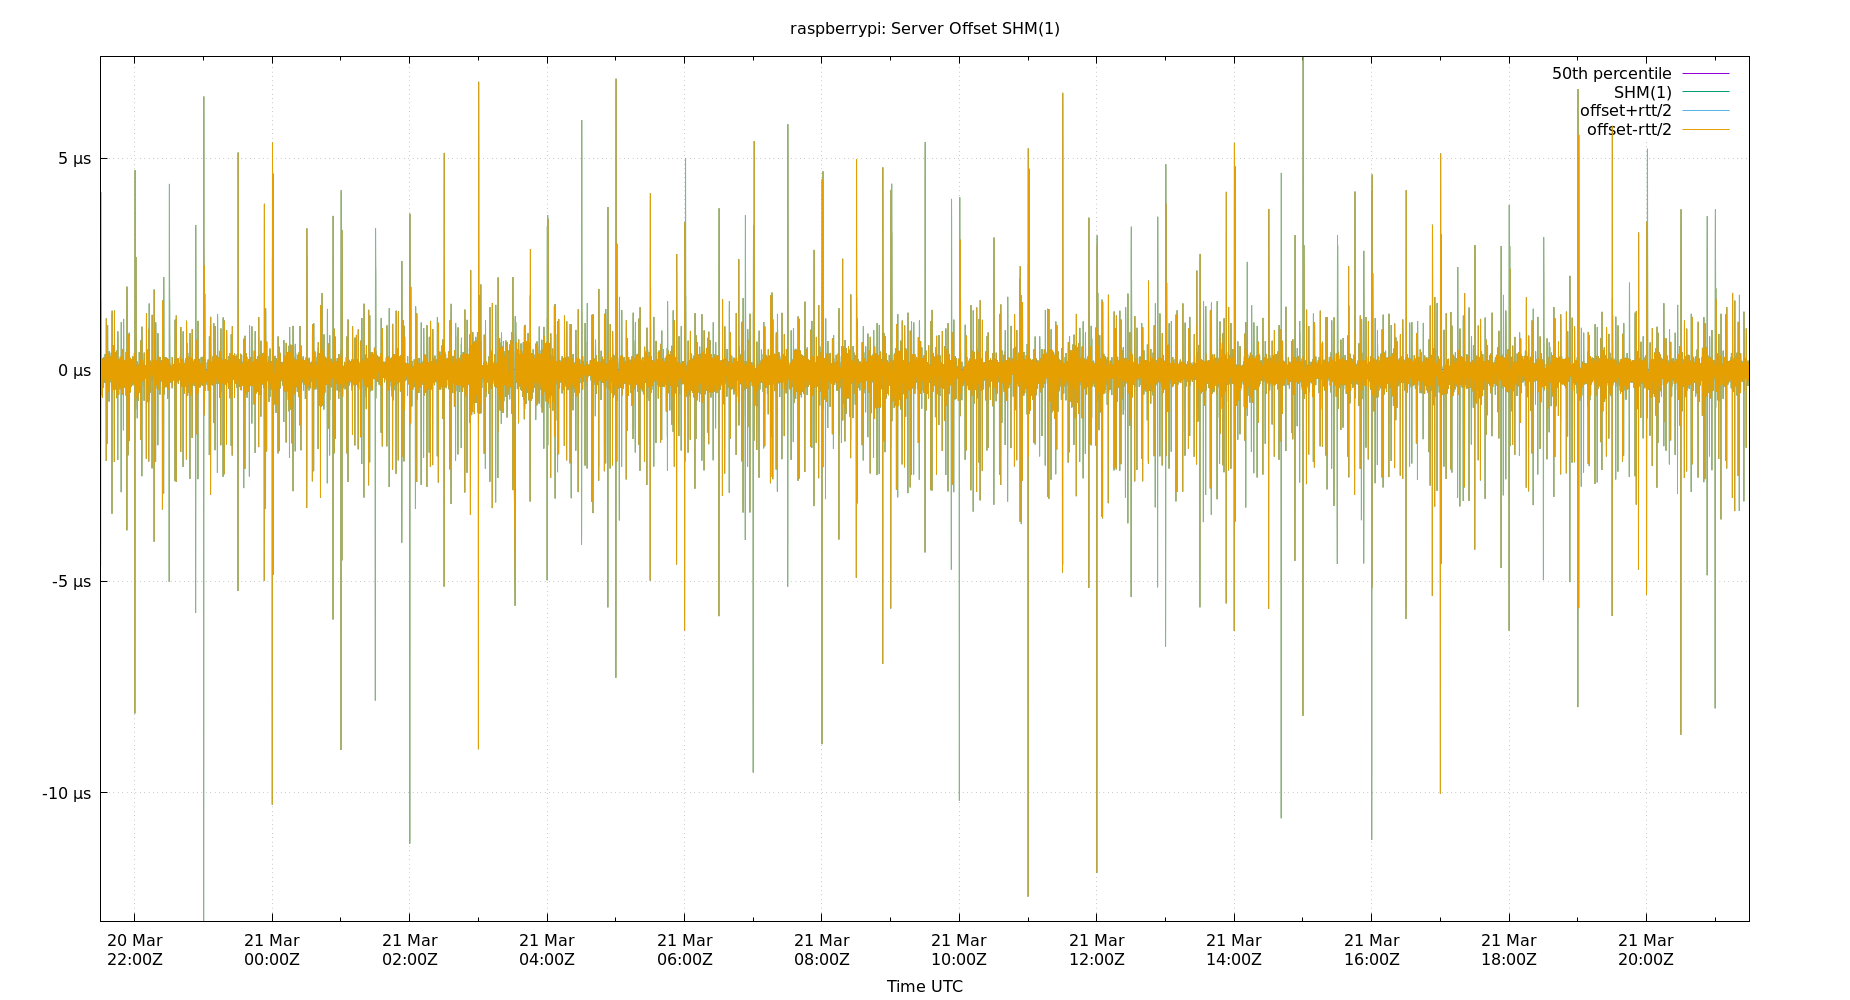 raspberrypi: Server Offset SHM(1)
50th percentile
SHM(1)
offset+rtt/2
offset-rtt/2
5 µs
0 µs
-5 µs
-10 µs
20 Mar 21 Mar 21 Mar 21 Mar 21 Mar 21 Mar 21 Mar 21 Mar 21 Mar 21 Mar 21 Mar 21 Mar
22:00Z 00:00Z 02:00Z 04:00Z 06:00Z 08:00Z 10:00Z 12:00Z 14:00Z 16:00Z 18:00Z 20:00Z
Time UTC